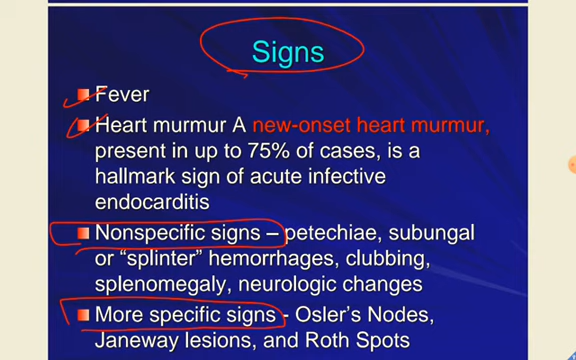 Signs
Fever
Heart murmur A new-onset heart murmur,
present in up to 75% of cases, is a
hallmark sign of acute infective
endocarditis
Nonspecific signs – petechiae, subungal
or “splinter” hemorrhages, clubbing,
splenomegaly, neurologic changes
More specific signs - Osler’s Nodes,
Janeway lesions, and Roth Spots